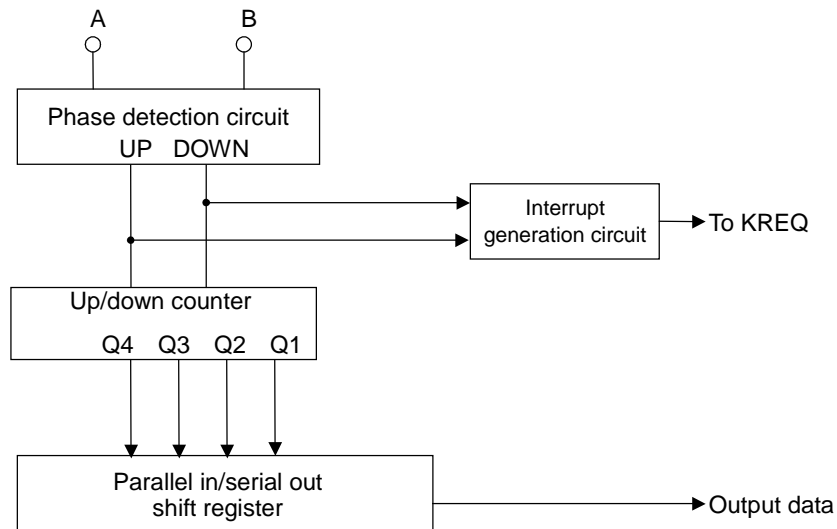 A B
Phase detection circuit
UP DOWN
Interrupt
generation circuit
To KREQ
Up/down counter
Q4 Q3 Q2 Q1
Parallel in/serial out
shift register
Output data